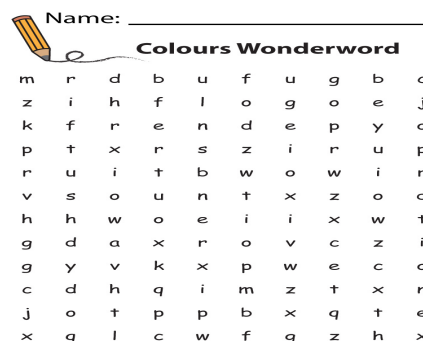 Name:
Colours Wonderword
m r d b u f u g b
z i h f l o g o e j
k f r e n d e p y
p t x r s z i r u p
r u i t b w o w i
v s o u n t x z o
h h w o e i i x w t
g d a x r o v c z i
g y v k x p w e c
c d h q i m z t x
j o t p p b x q t e
x q l c w f q z h x